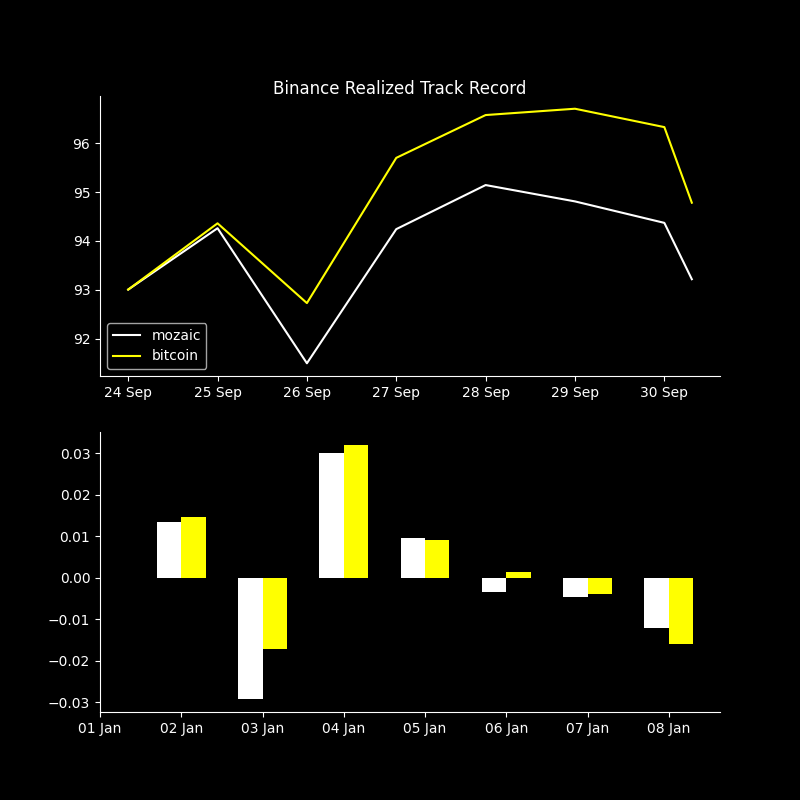 Binance Realized Track Record
96
95
94
93
92
mozaic
bitcoin
24 Sep 25 Sep 26 Sep 27 Sep 28 Sep 29 Sep 30 Sep
0.03
0.02
0.01
0.00
−0.01
−0.02
−0.03
01 Jan 02 Jan 03 Jan 04 Jan 05 Jan 06 Jan 07 Jan 08 Jan